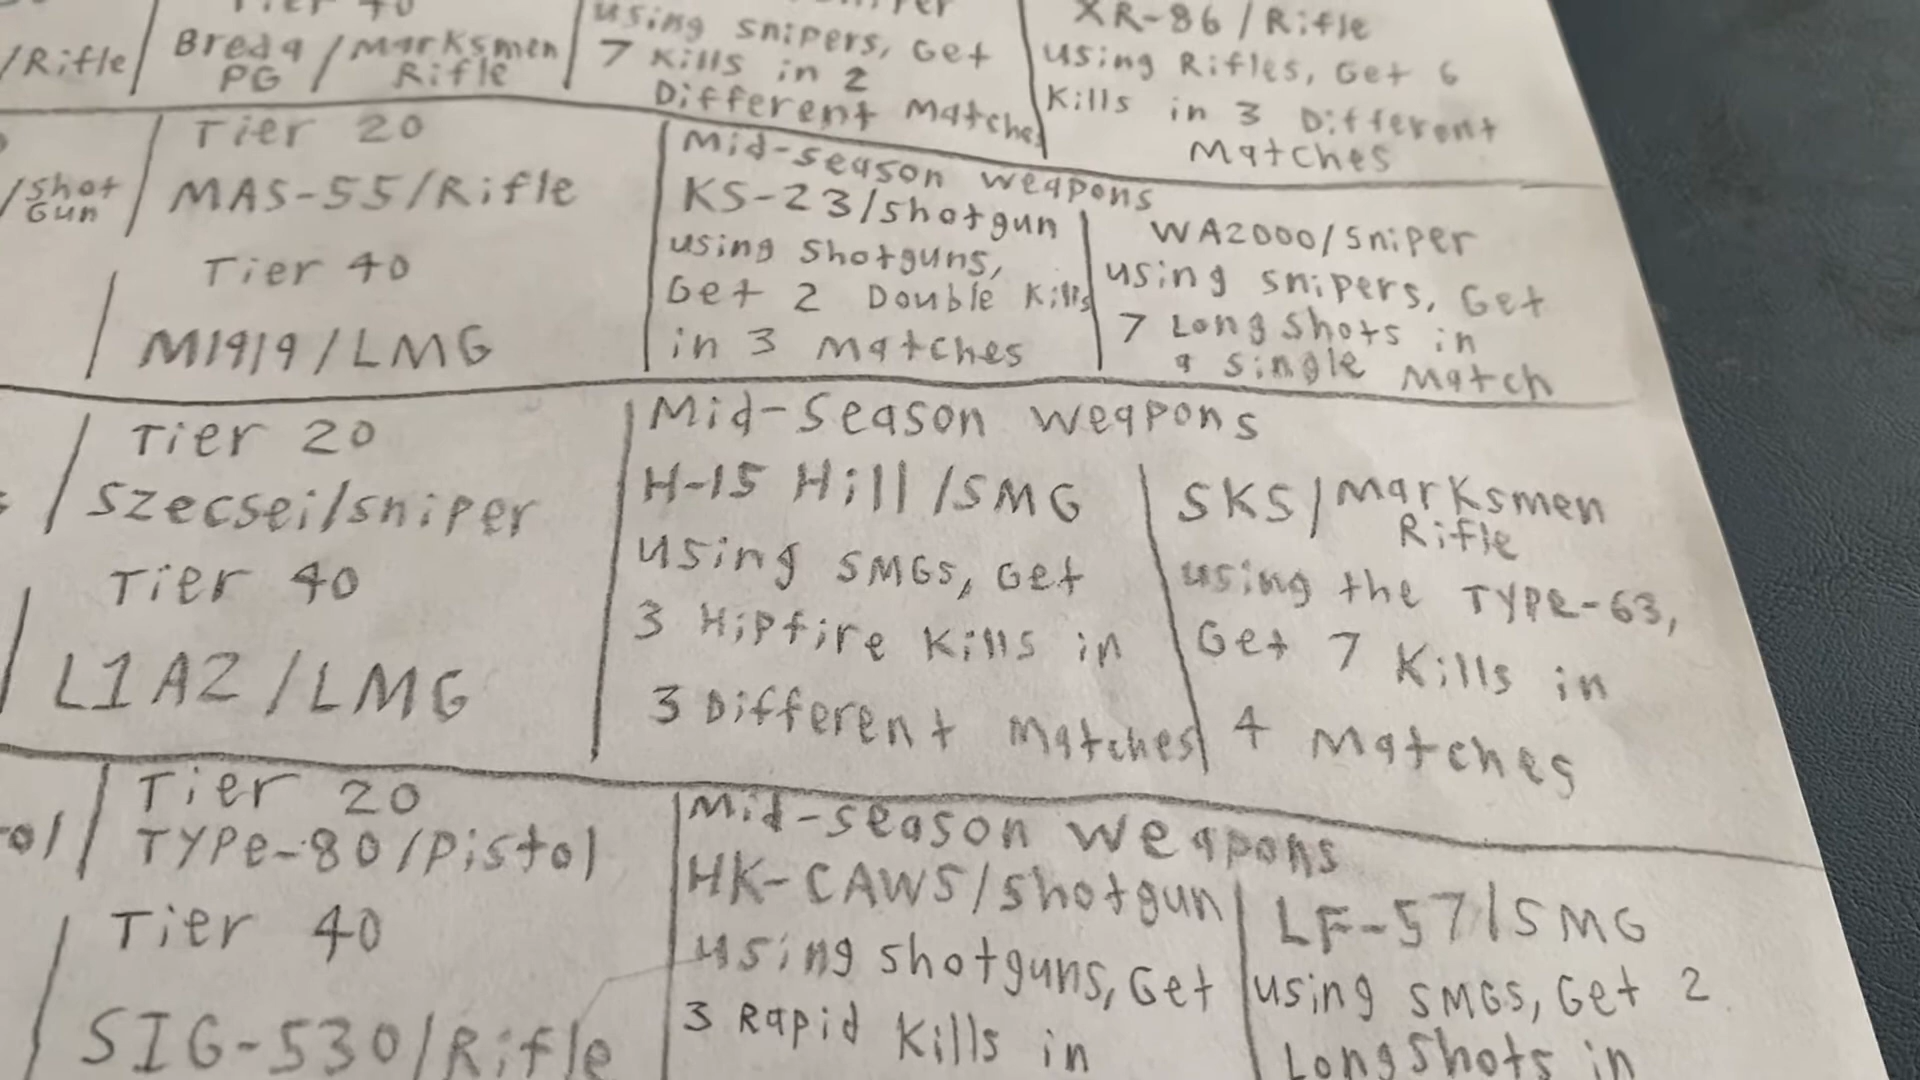 /Rifle
Tier 40
Breda / Marksmen
PG Rifle
using snipers, Get
7 Kills in 2
Different Matches
XR-86 / Rifle
using Rifles, Get 6
Kills in 3 Different
Matches
/Shot
Gun
Tier 20
MAS-55/Rifle
Tier 40
M1919/LMG
Mid-season weapons
KS-23/shotgun
using Shotguns,
Get 2 Double Kills
in 3 Matches
WA2000/Sniper
using snipers, Get
7 Longshots in
a single Match
Tier 20
Szecsei/sniper
Tier 40
L1A2/LMG
Mid-Season weapons
H-15 Hill/SMG
using SMGs, Get
3 Hipfire Kills in
3 Different Matches
SKS/Marksmen
Rifle
using the TYPe-63,
Get 7 Kills in
4 Matches
Tier 20
TYPe-80/Pistol
Tier 40
SIG-530/Rifle
Mid-season weapons
HK-CAWS/shotgun
using shotguns, Get
3 Rapid Kills in
LF-57/SMG
using SMGs, Get 2
LongShots in